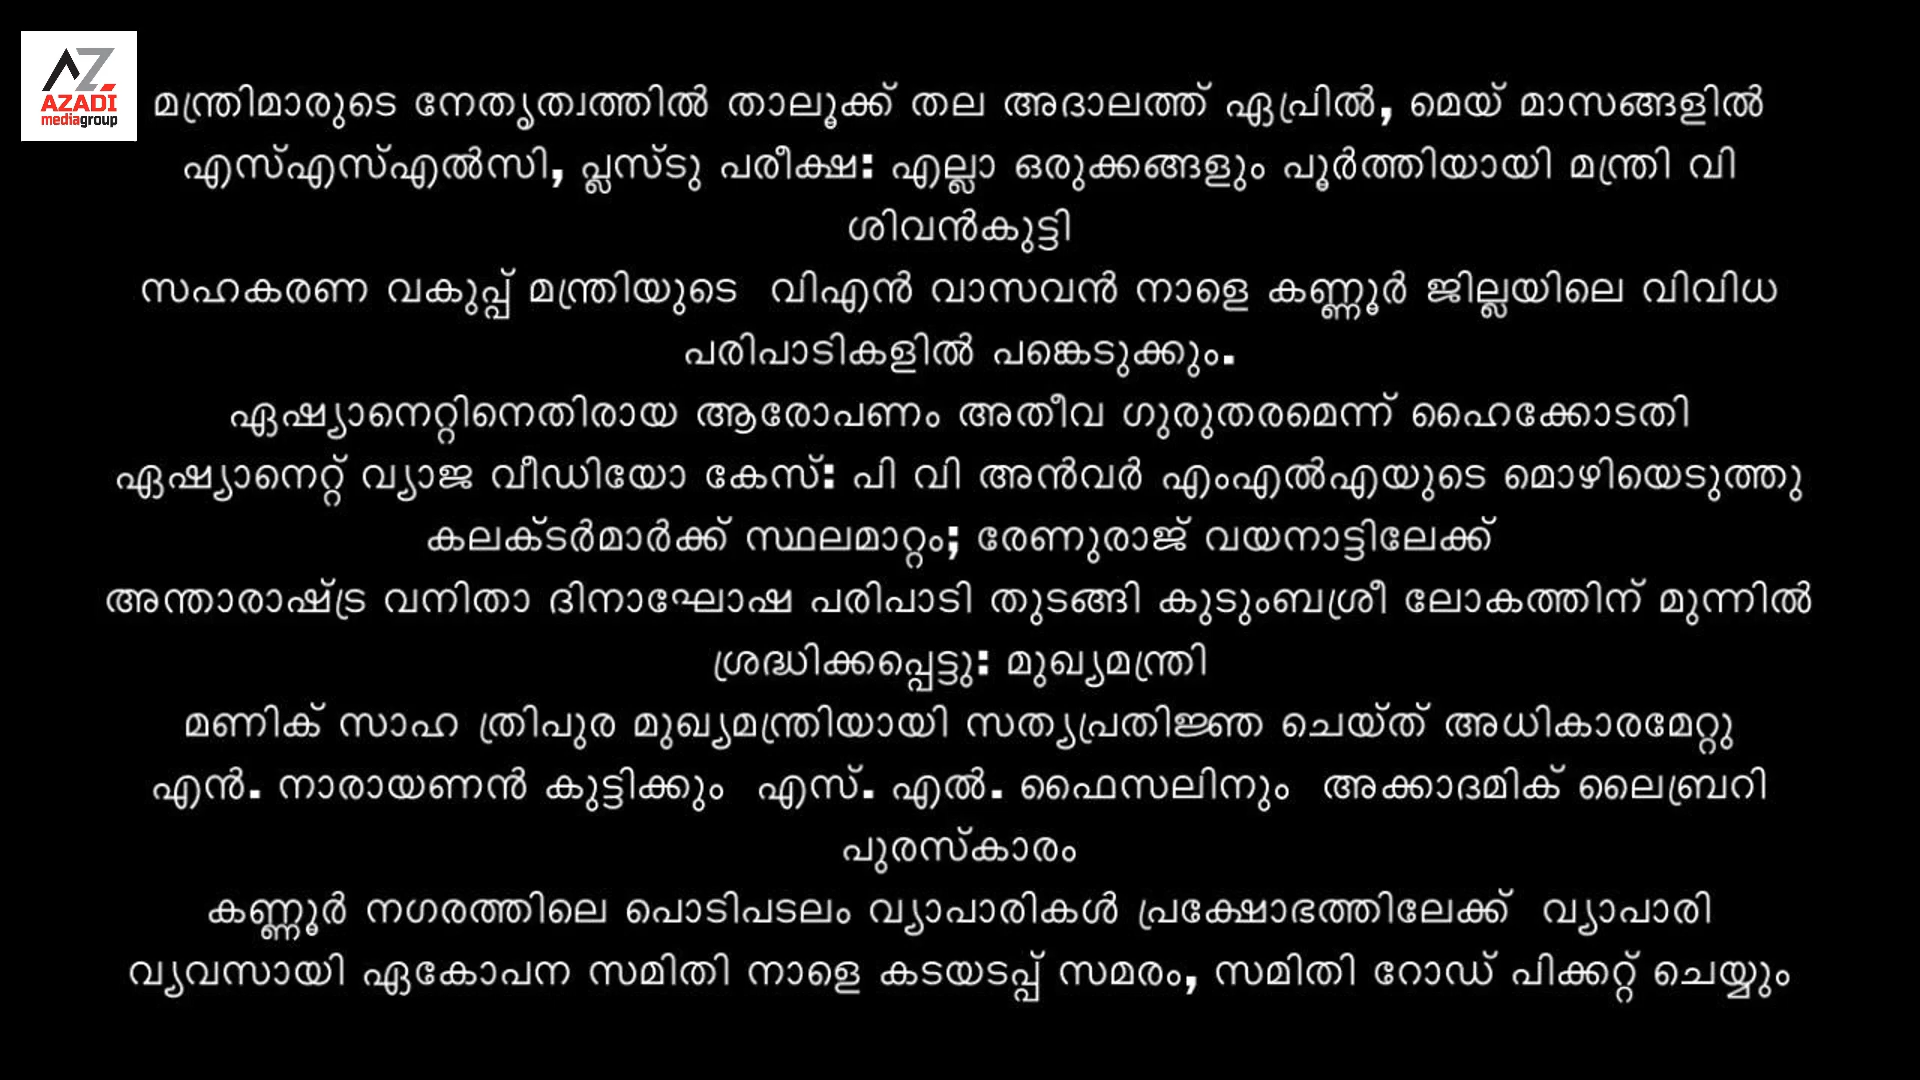 AZ
AZADI
mediagroup
മന്ത്രിമാരുടെ നേതൃത്വത്തിൽ താലൂക്ക് തല അദാലത്ത് ഏപ്രിൽ, മെയ് മാസങ്ങളിൽ
എസ്എസ്എൽസി, പ്ലസ്ടു പരീക്ഷ: എല്ലാ ഒരുക്കങ്ങളും പൂർത്തിയായി മന്ത്രി വി
ശിവൻകുട്ടി
സഹകരണ വകുപ്പ് മന്ത്രിയുടെ  വിഎൻ വാസവൻ നാളെ കണ്ണൂർ ജില്ലയിലെ വിവിധ
പരിപാടികളിൽ പങ്കെടുക്കും.
ഏഷ്യാനെറ്റിനെതിരായ ആരോപണം അതീവ ഗുരുതരമെന്ന് ഹൈക്കോടതി
ഏഷ്യാനെറ്റ് വ്യാജ വീഡിയോ കേസ്: പി വി അൻവർ എംഎൽഎയുടെ മൊഴിയെടുത്തു
കലക്ടർമാർക്ക് സ്ഥലമാറ്റം; രേണുരാജ് വയനാട്ടിലേക്ക്
അന്താരാഷ്ട്ര വനിതാ ദിനാഘോഷ പരിപാടി തുടങ്ങി കുടുംബശ്രീ ലോകത്തിന് മുന്നിൽ
ശ്രദ്ധിക്കപ്പെട്ടു: മുഖ്യമന്ത്രി
മണിക് സാഹ ത്രിപുര മുഖ്യമന്ത്രിയായി സത്യപ്രതിജ്ഞ ചെയ്ത് അധികാരമേറ്റു
എൻ. നാരായണൻ കുട്ടിക്കും  എസ്. എൽ. ഫൈസലിനും  അക്കാദമിക് ലൈബ്രറി
പുരസ്കാരം
കണ്ണൂർ നഗരത്തിലെ പൊടിപടലം വ്യാപാരികൾ പ്രക്ഷോഭത്തിലേക്ക്  വ്യാപാരി
വ്യവസായി ഏകോപന സമിതി നാളെ കടയടപ്പ് സമരം, സമിതി റോഡ് പിക്കറ്റ് ചെയ്യും